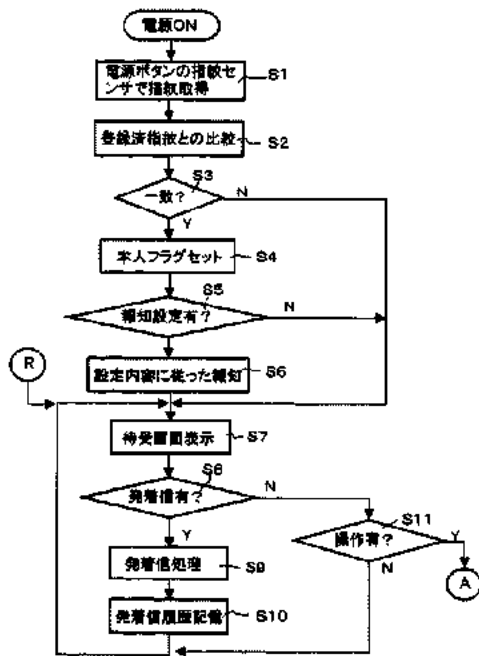 電源ON
電源ボタンの指紋セ
ンサで指紋取得
S1
登録済指紋との比較
S2
S3
一致？
N
Y
本人フラグセット
S4
S5
報知設定有？
N
Y
R
設定内容に従った報知
S6
待受画面表示
S7
S8
発着信有？
N
Y
S11
操作有？
Y
N
A
発着信処理
S9
発着信履歴記憶
S10